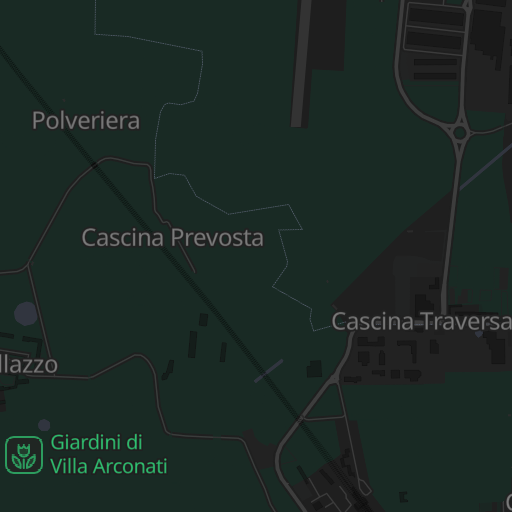 Polveriera
Cascina Prevosta
Cascina Traversa
llazzo
Giardini di
Villa Arconati